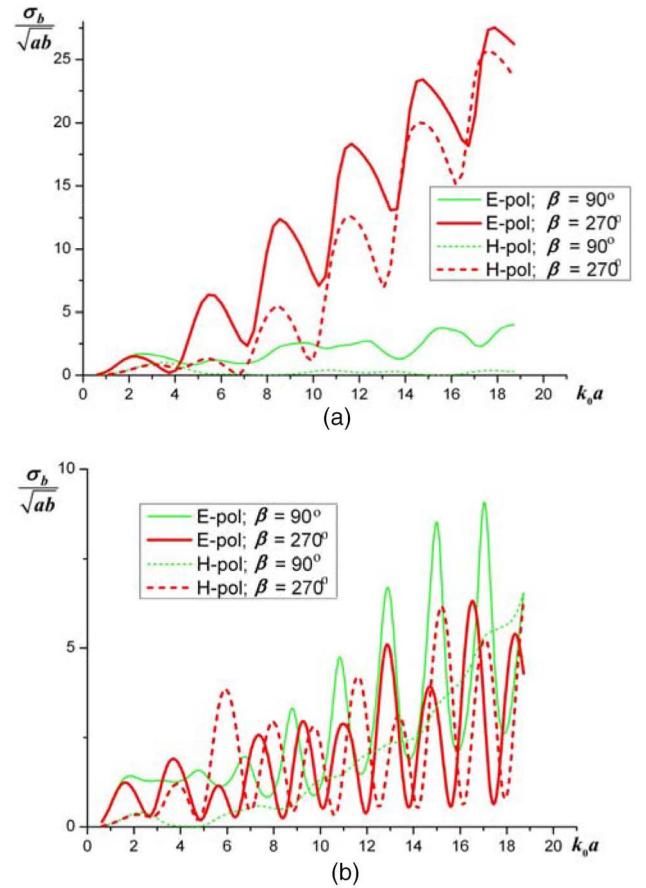 σ_b
√ab
25
20
15
10
5
0
E-pol; β = 90°
E-pol; β = 270°
H-pol; β = 90°
H-pol; β = 270°
0 2 4 6 8 10 12 14 16 18 20
k₀a
(a)
σ_b
√ab
10
5
0
E-pol; β = 90°
E-pol; β = 270°
H-pol; β = 90°
H-pol; β = 270°
0 2 4 6 8 10 12 14 16 18 20
k₀a
(b)